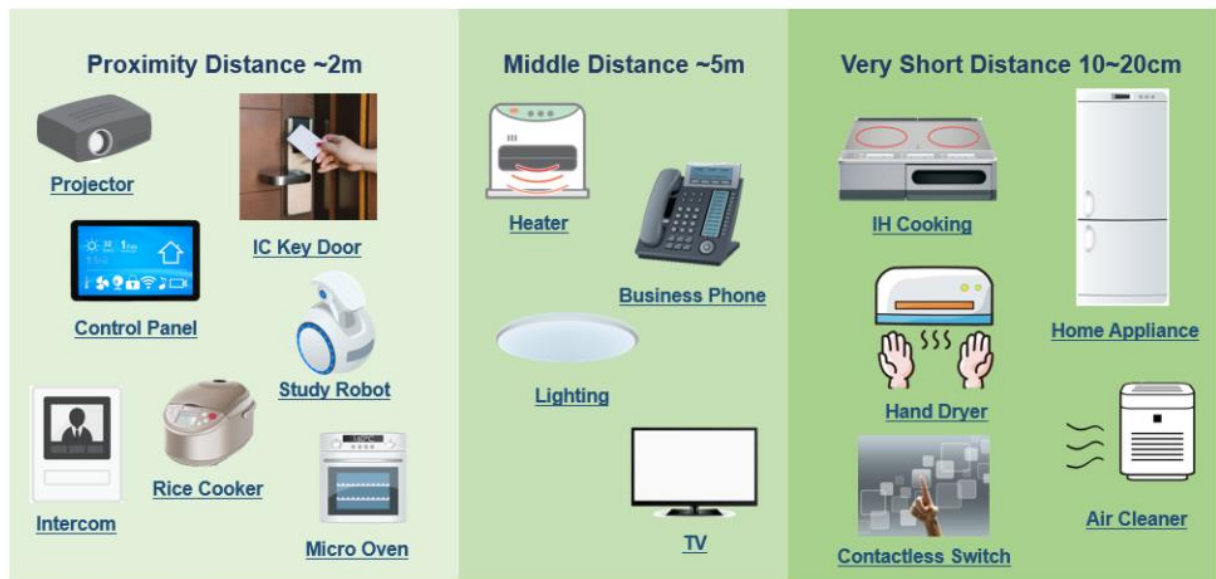 Proximity Distance ~2m
Projector
IC Key Door
Control Panel
Study Robot
Rice Cooker
Intercom
Micro Oven
Middle Distance ~5m
Heater
Business Phone
Lighting
TV
Very Short Distance 10~20cm
IH Cooking
Home Appliance
Hand Dryer
Air Cleaner
Contactless Switch